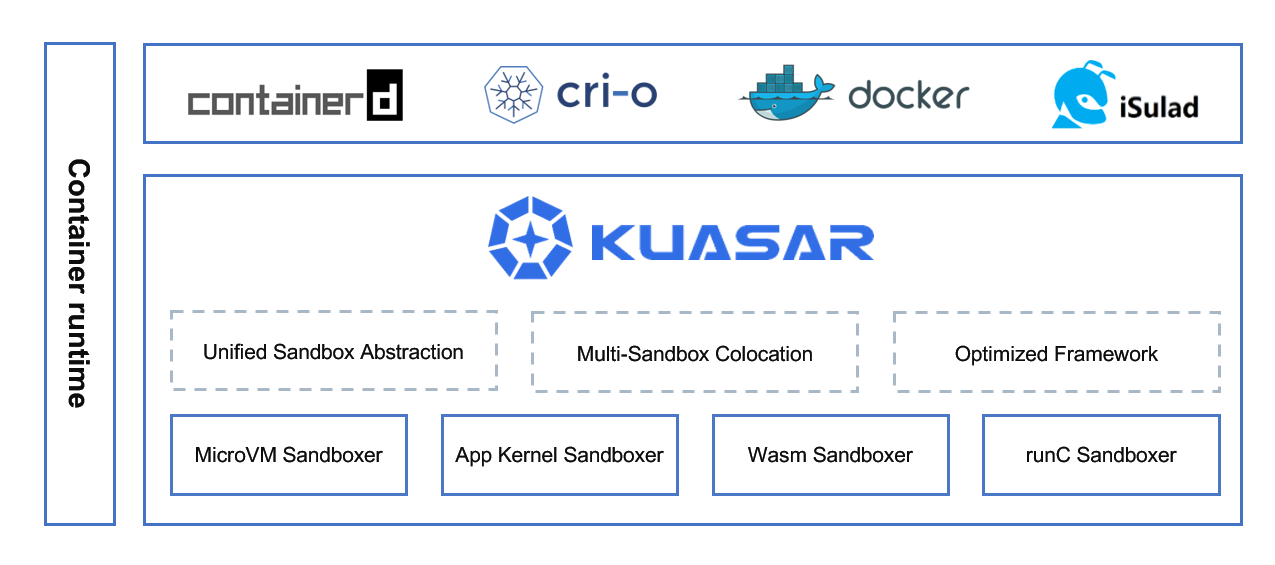 Container runtime
containerd
cri-o
docker
iSulad
KUASAR
Unified Sandbox Abstraction
Multi-Sandbox Colocation
Optimized Framework
MicroVM Sandboxer
App Kernel Sandboxer
Wasm Sandboxer
runC Sandboxer